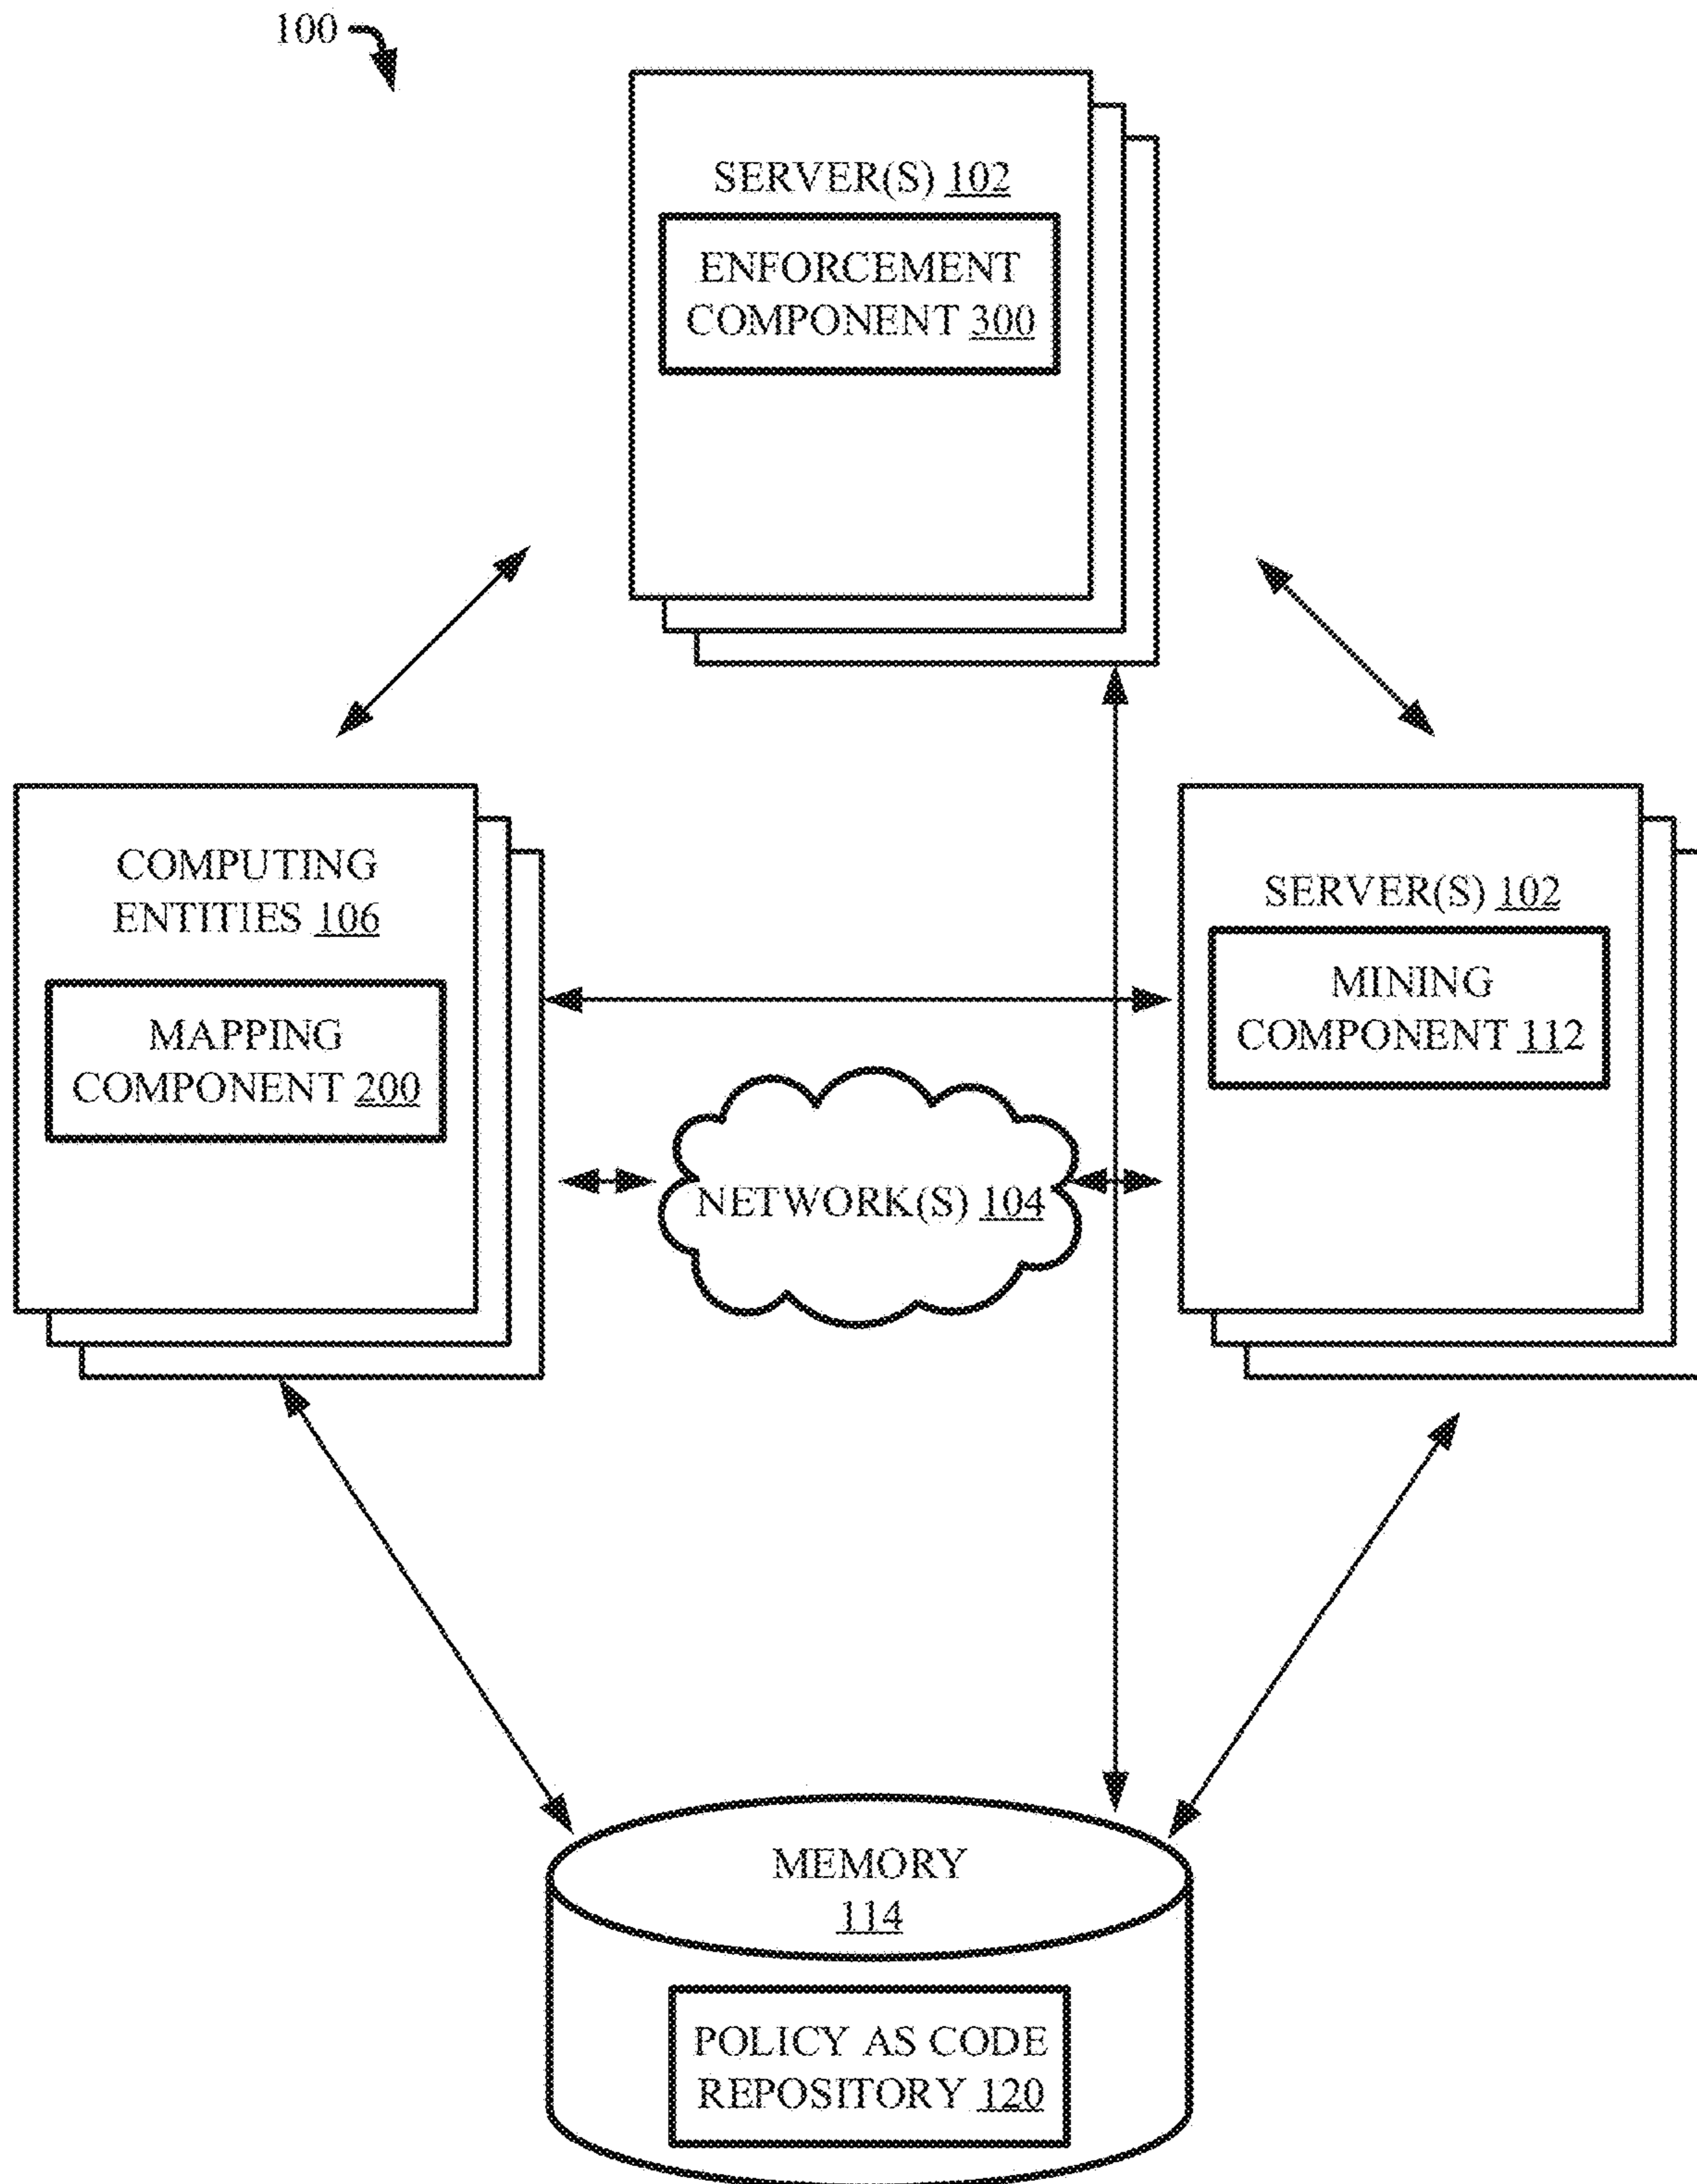 100
SERVER(S) 102
ENFORCEMENT
COMPONENT 300
COMPUTING
ENTITIES 106
MAPPING
COMPONENT 200
SERVER(S) 102
MINING
COMPONENT 112
NETWORK(S) 104
MEMORY
114
POLICY AS CODE
REPOSITORY 120